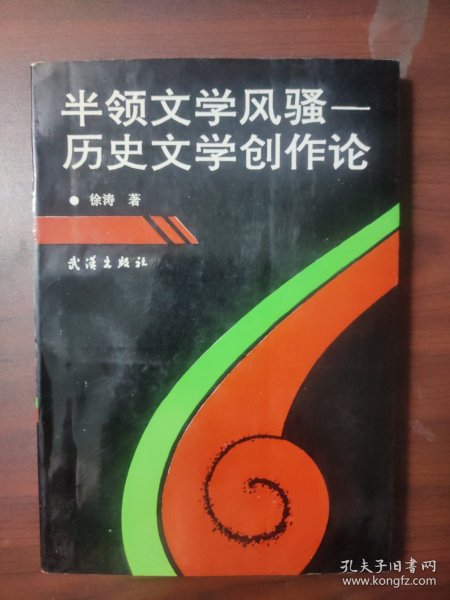 半领文学风骚—
历史文学创作论
● 徐涛 著
武漢出版社
孔夫子旧书网
www.kongfz.com